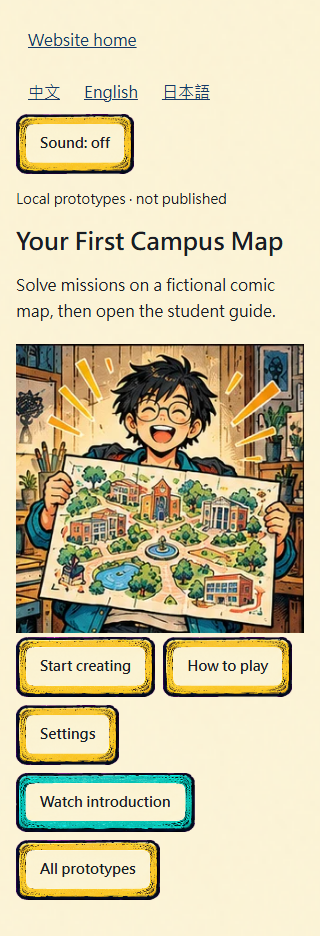 Website home
中文 English 日本語
Sound: off
Local prototypes · not published
Your First Campus Map
Solve missions on a fictional comic
map, then open the student guide.
Start creating How to play
Settings
Watch introduction
All prototypes